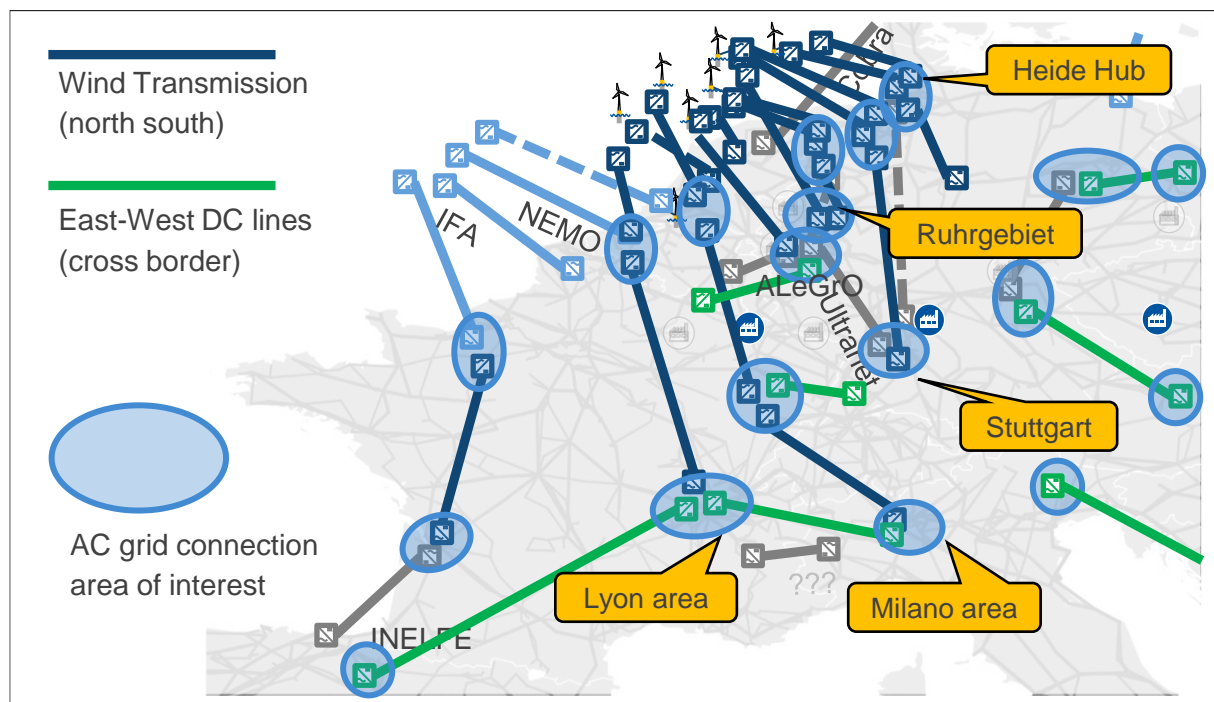 Wind Transmission
(north south)
East-West DC lines
(cross border)
AC grid connection
area of interest
Cobra
Heide Hub
IFA
NEMO
Ruhrgebiet
ALeGrO
Ultranet
Stuttgart
Lyon area
???
Milano area
INELFE